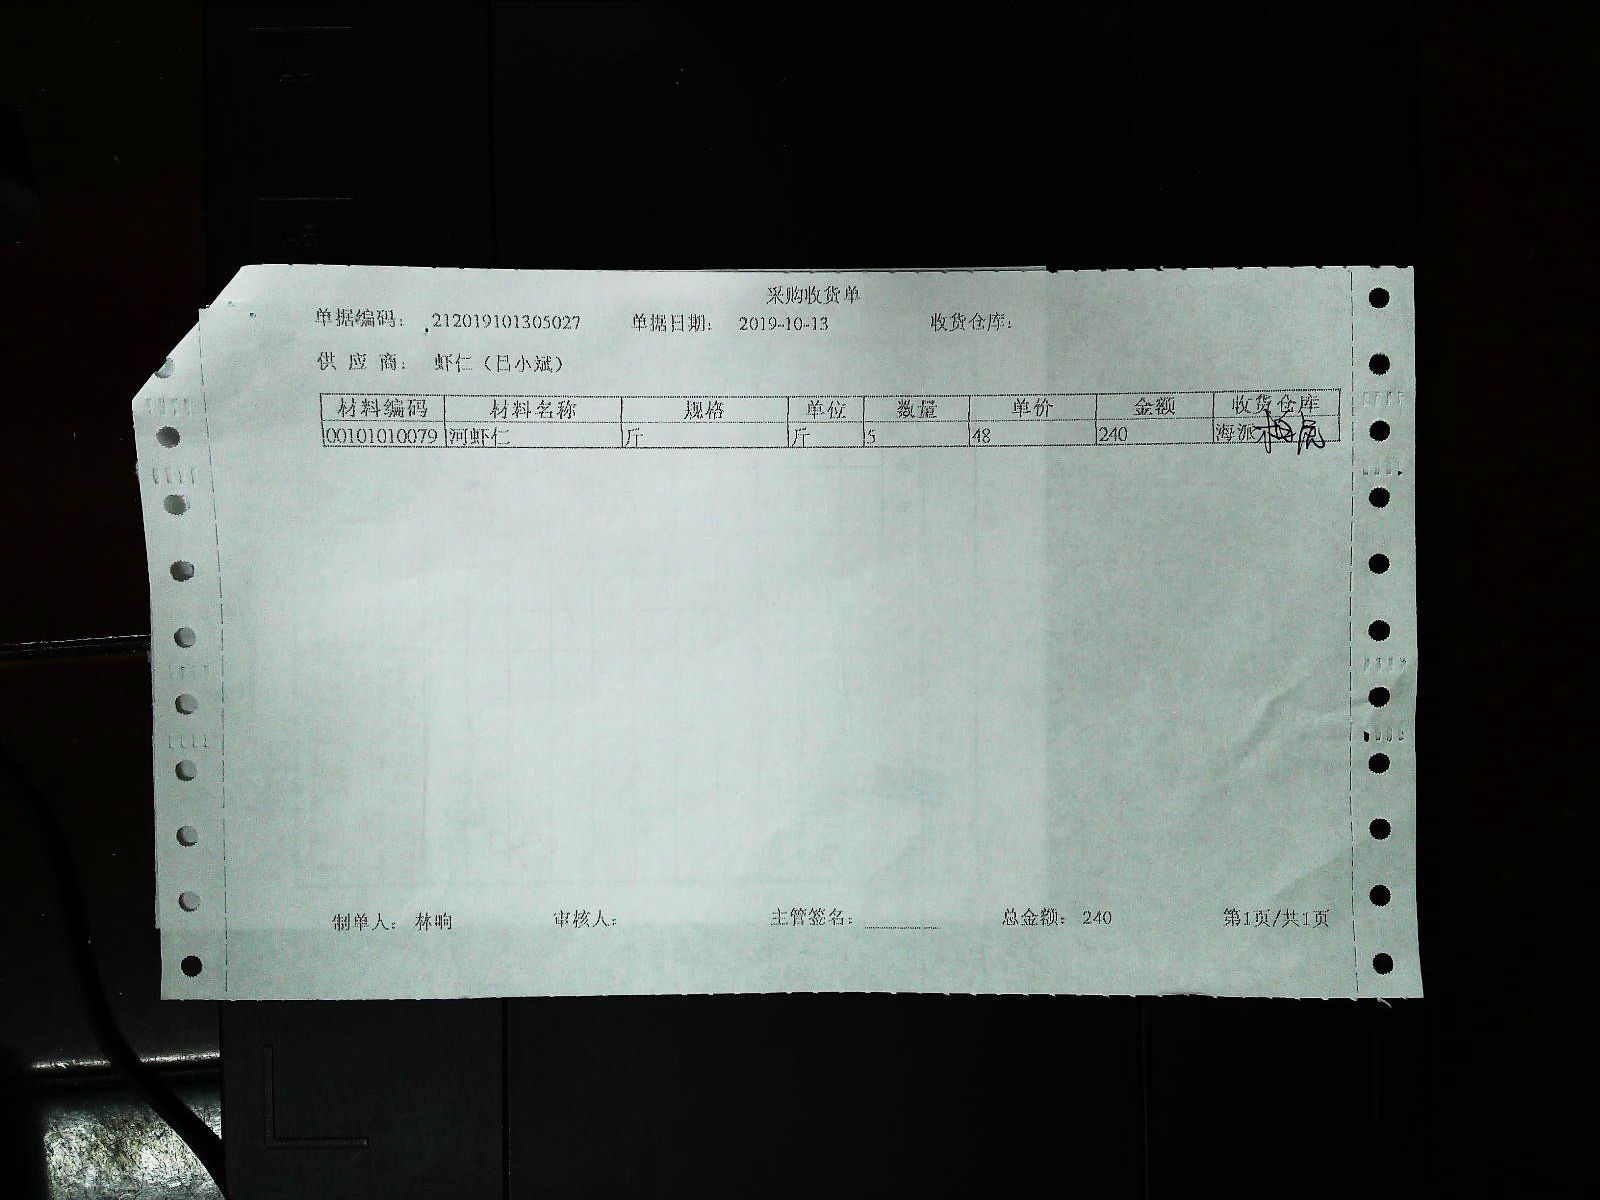 采购收货单
单据编码： 212019101305027 单据日期： 2019-10-13 收货仓库：
供 应 商： 虾仁（吕小斌）
材料编码 材料名称 规格 单位 数量 单价 金额 收货仓库
00101010079 河虾仁 斤 斤 5 48 240 海派
制单人： 林晌 审核人： 主管签名： 总金额： 240 第1页/共1页